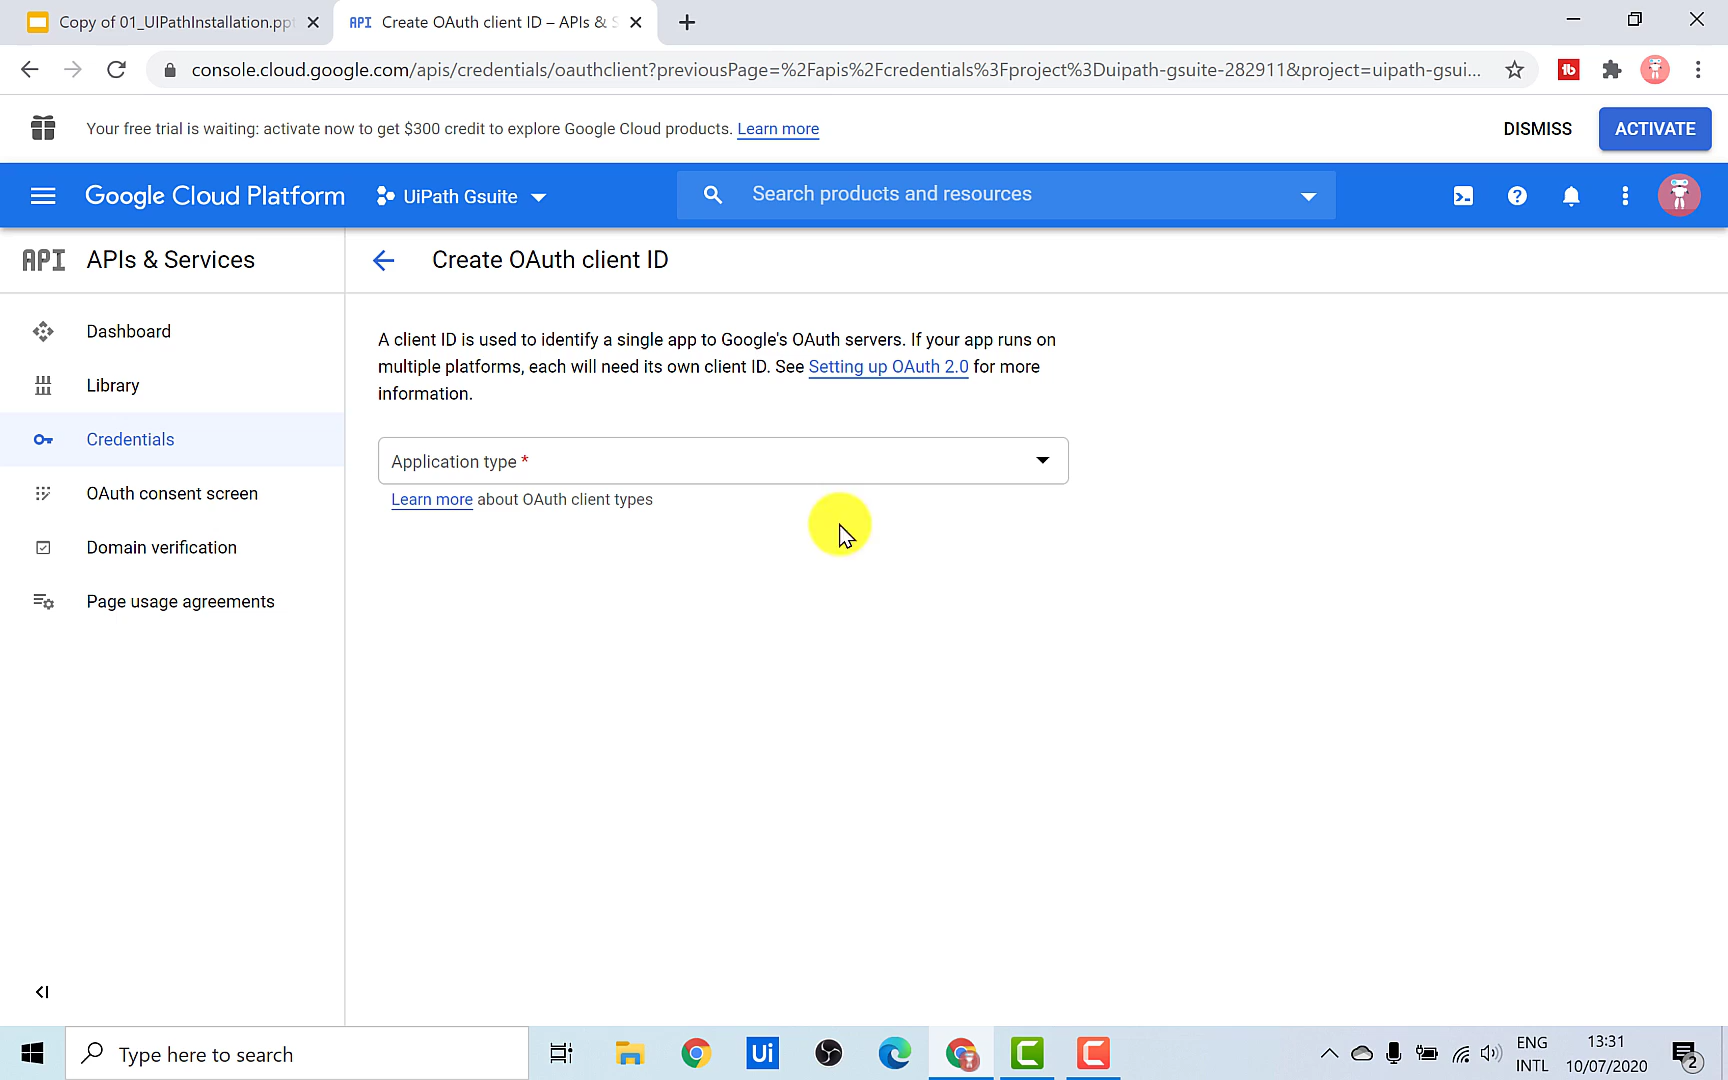 Copy of 01_UIPathInstallation.ppt
API Create OAuth client ID – APIs & S
console.cloud.google.com/apis/credentials/oauthclient?previousPage=%2Fapis%2Fcredentials%3Fproject%3Duipath-gsuite-282911&project=uipath-gsui...
Your free trial is waiting: activate now to get $300 credit to explore Google Cloud products. Learn more
DISMISS
ACTIVATE
Google Cloud Platform
UiPath Gsuite
Search products and resources
API APIs & Services
Create OAuth client ID
Dashboard
Library
Credentials
OAuth consent screen
Domain verification
Page usage agreements
A client ID is used to identify a single app to Google's OAuth servers. If your app runs on
multiple platforms, each will need its own client ID. See Setting up OAuth 2.0 for more
information.
Application type *
Learn more about OAuth client types
Type here to search
Ui
ENG
INTL
13:31
10/07/2020
2